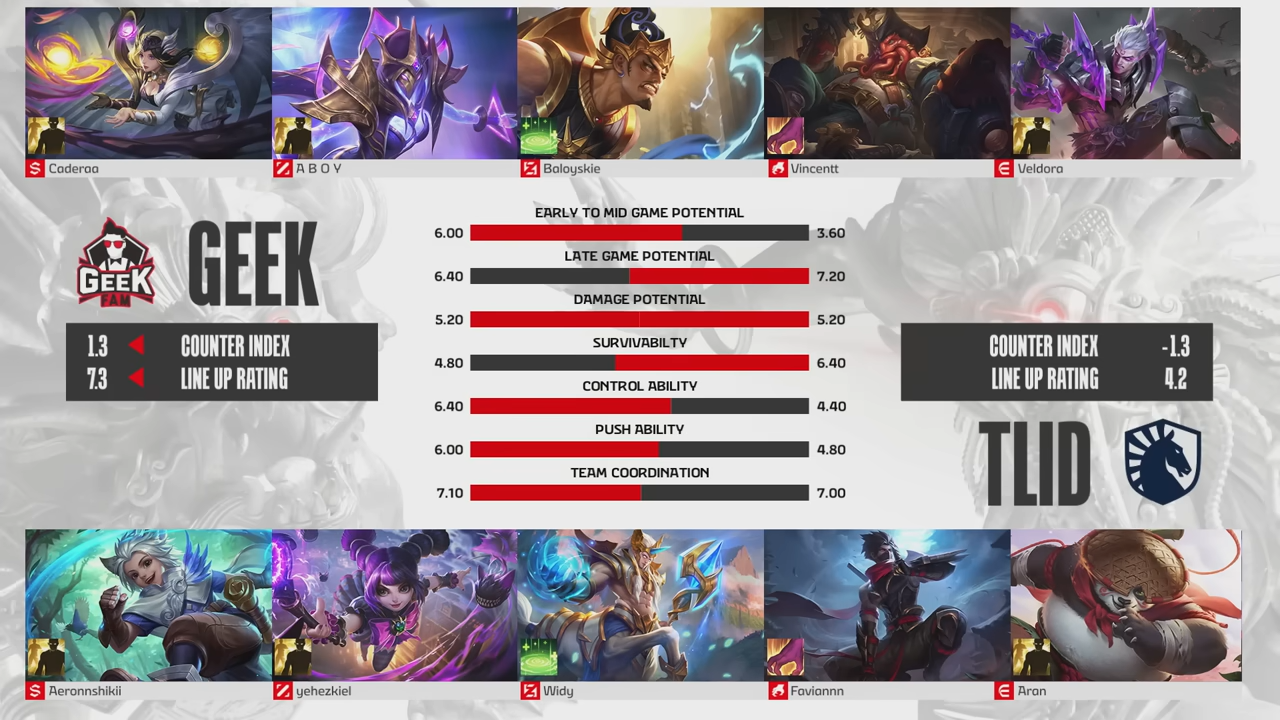 Caderaa
A B O Y
Baloyskie
Vincentt
Veldora
GEEK
FAM
GEEK
1.3 COUNTER INDEX
7.3 LINE UP RATING
EARLY TO MID GAME POTENTIAL
6.00 3.60
LATE GAME POTENTIAL
6.40 7.20
DAMAGE POTENTIAL
5.20 5.20
SURVIVABILTY
4.80 6.40
CONTROL ABILITY
6.40 4.40
PUSH ABILITY
6.00 4.80
TEAM COORDINATION
7.10 7.00
COUNTER INDEX -1.3
LINE UP RATING 4.2
TLID
Aeronnshikii
yehezkiel
Widy
Faviannn
Aran